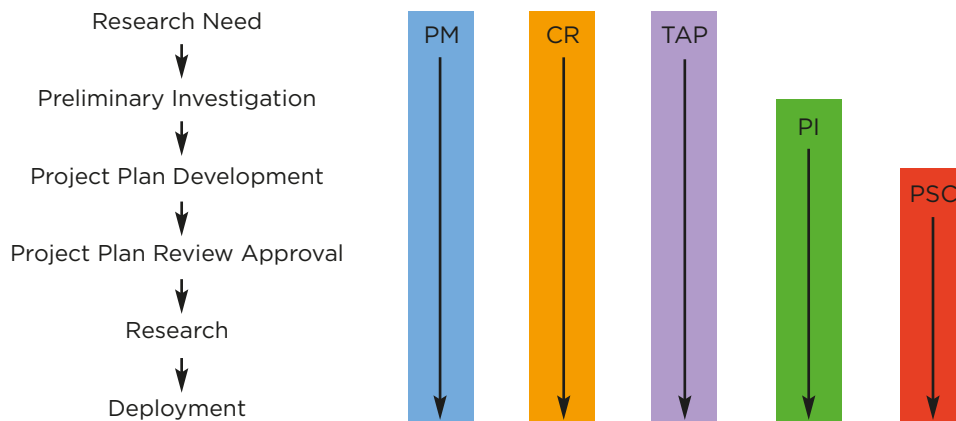 Research Need
Preliminary Investigation
Project Plan Development
Project Plan Review Approval
Research
Deployment
PM
CR
TAP
PI
PSC